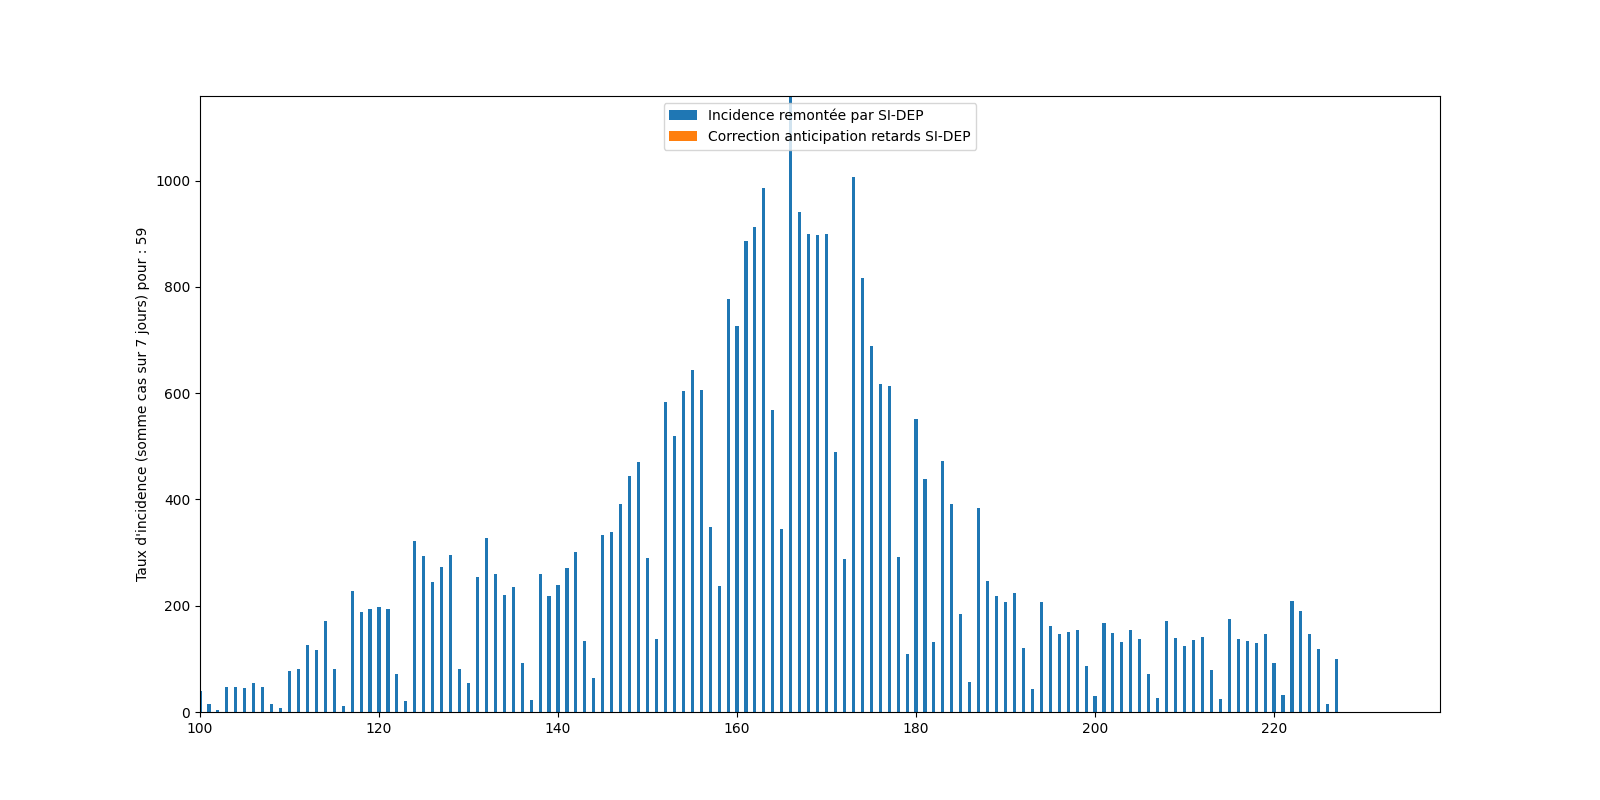 Incidence remontée par SI-DEP
Correction anticipation retards SI-DEP
Taux d'incidence (somme cas sur 7 jours) pour : 59
1000
800
600
400
200
0
100 120 140 160 180 200 220